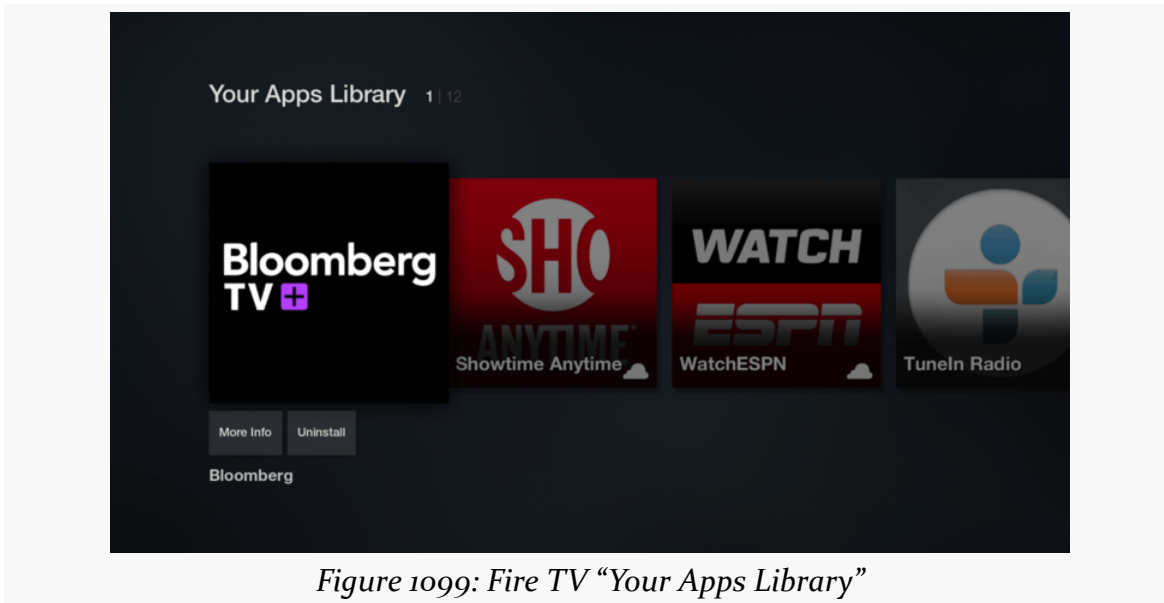 Your Apps Library 1 | 12
Bloomberg
TV+
SHO
ANYTIME
Showtime Anytime
WATCH
ESPN
WatchESPN
TuneIn Radio
More Info Uninstall
Bloomberg
Figure 1099: Fire TV “Your Apps Library”